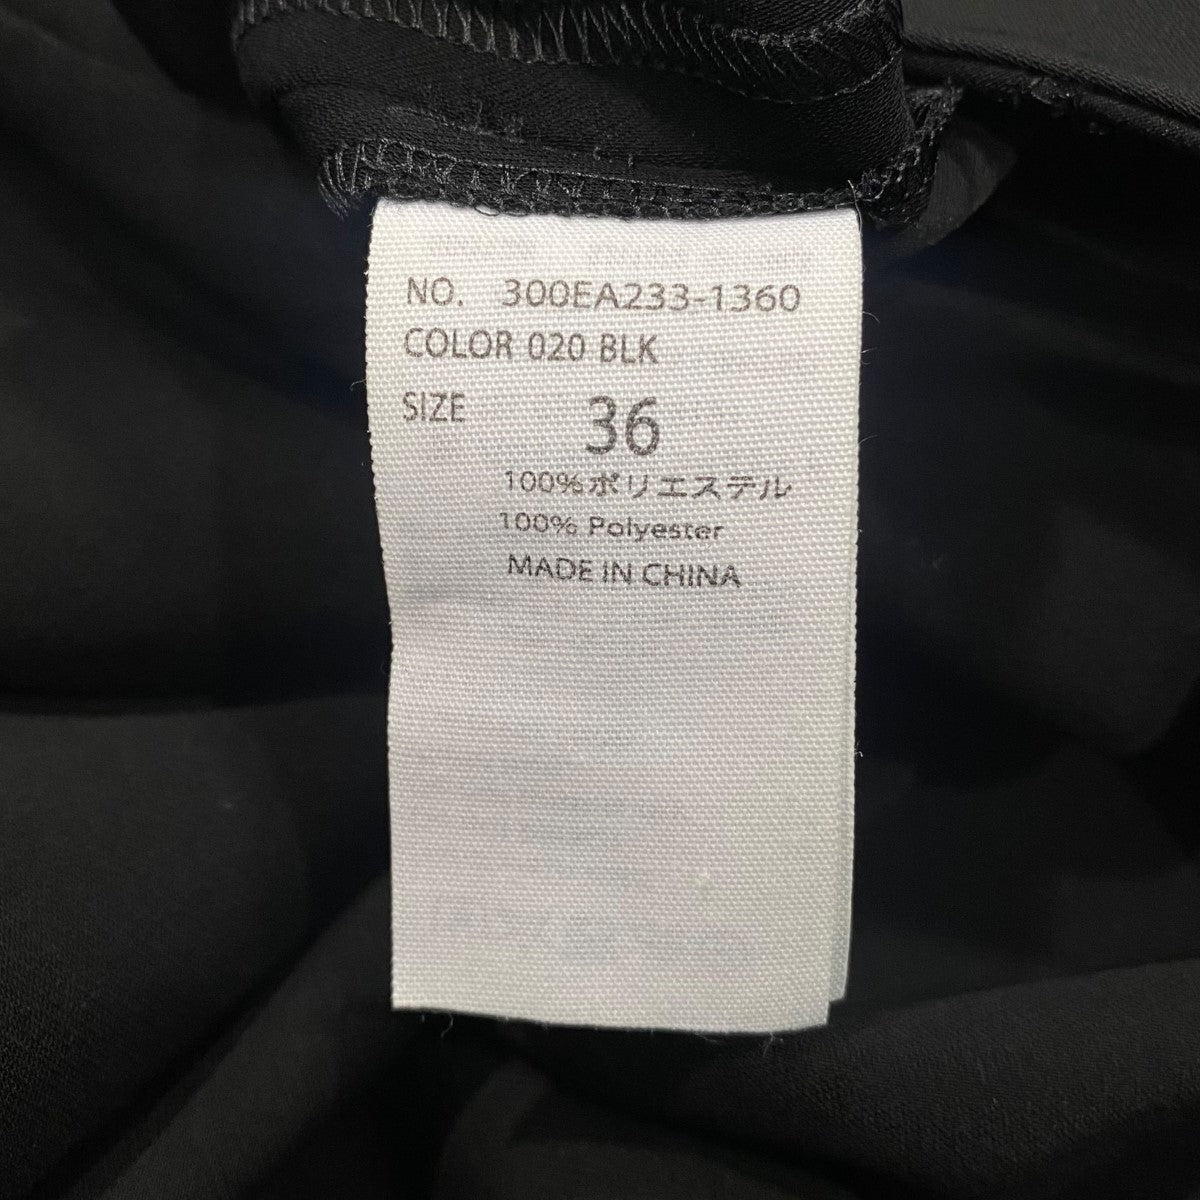 NO. 300EA233-1360
COLOR 020 BLK
SIZE 36
100%ポリエステル
100% Polyester
MADE IN CHINA